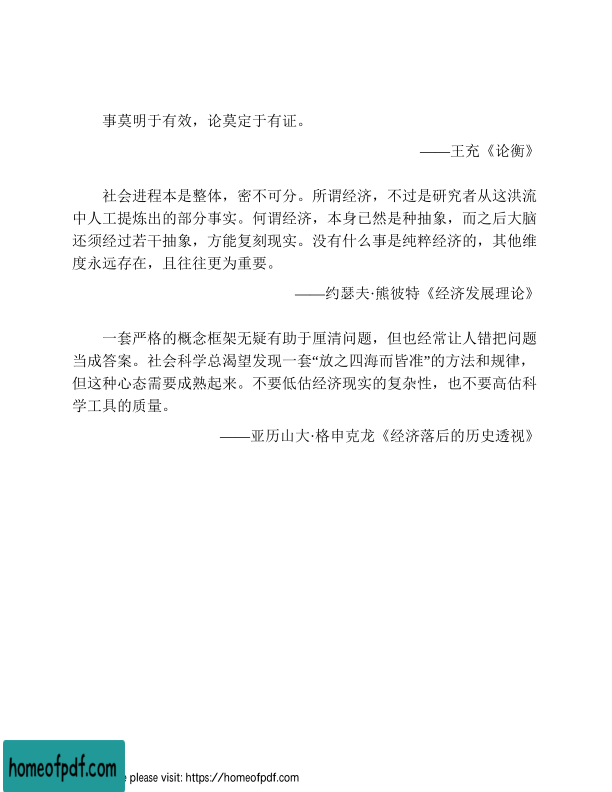 事莫明于有效，论莫定于有证。
——王充《论衡》
社会进程本是整体，密不可分。所谓经济，不过是研究者从这洪流
中人工提炼出的部分事实。何谓经济，本身已然是种抽象，而之后大脑
还须经过若干抽象，方能复刻现实。没有什么事是纯粹经济的，其他维
度永远存在，且往往更为重要。
——约瑟夫·熊彼特《经济发展理论》
一套严格的概念框架无疑有助于厘清问题，但也经常让人错把问题
当成答案。社会科学总渴望发现一套“放之四海而皆准”的方法和规律，
但这种心态需要成熟起来。不要低估经济现实的复杂性，也不要高估科
学工具的质量。
——亚历山大·格申克龙《经济落后的历史透视》
homeofpdf.com
e please visit: https://homeofpdf.com